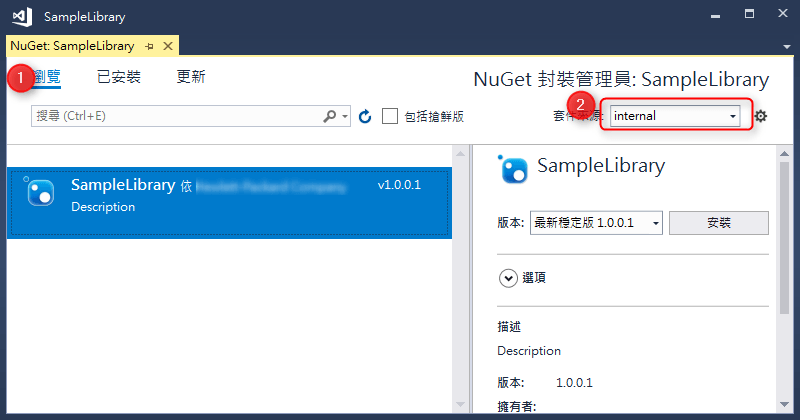 SampleLibrary
NuGet: SampleLibrary
1 瀏覽 已安裝 更新
NuGet 封裝管理員: SampleLibrary
2
搜尋 (Ctrl+E) 包括搶鮮版 套件來源: internal
SampleLibrary 依 v1.0.0.1
Description
SampleLibrary
版本: 最新穩定版 1.0.0.1 安裝
選項
描述
Description
版本: 1.0.0.1
擁有者: